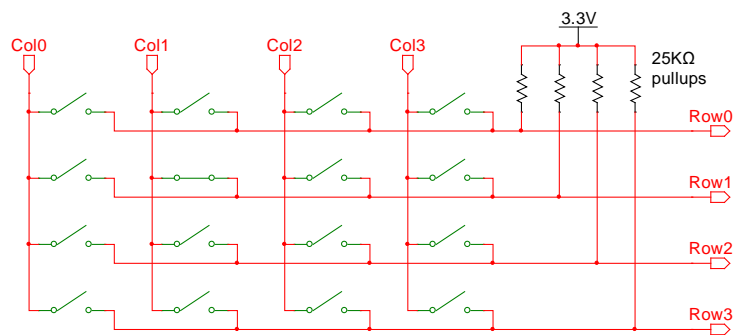 3.3V
Col0
Col1
Col2
Col3
25KΩ
pullups
Row0
Row1
Row2
Row3